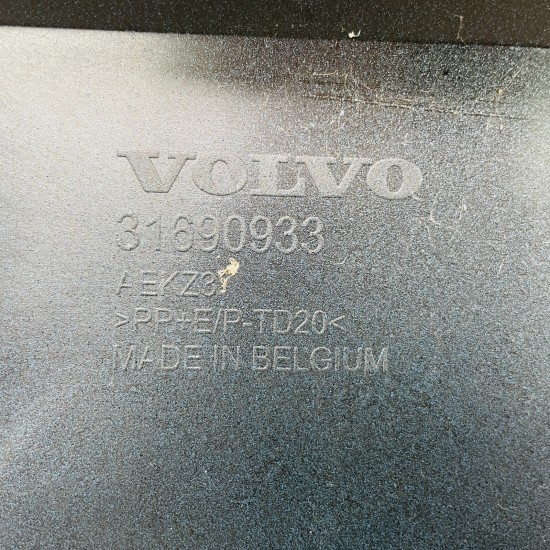 VOLVO
31690933
>PP+E/P-TD20<
MADE IN BELGIUM